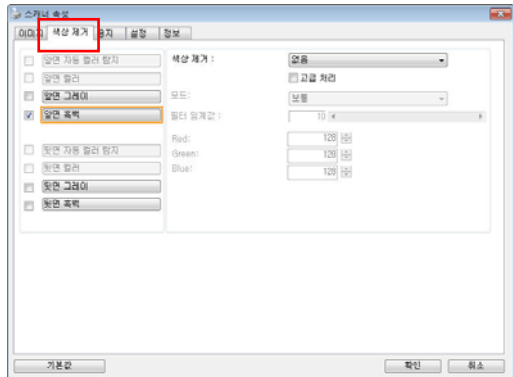 스캐너 속성
이미지 색상 제거 용지 설정 정보
앞면 자동 컬러 탐지
앞면 컬러
앞면 그레이
앞면 흑백
뒷면 자동 컬러 탐지
뒷면 컬러
뒷면 그레이
뒷면 흑백
색상 제거 : 없음
고급 처리
모드: 보통
필터 임계값 : 10
Red: 128
Green: 128
Blue: 128
기본값 확인 취소